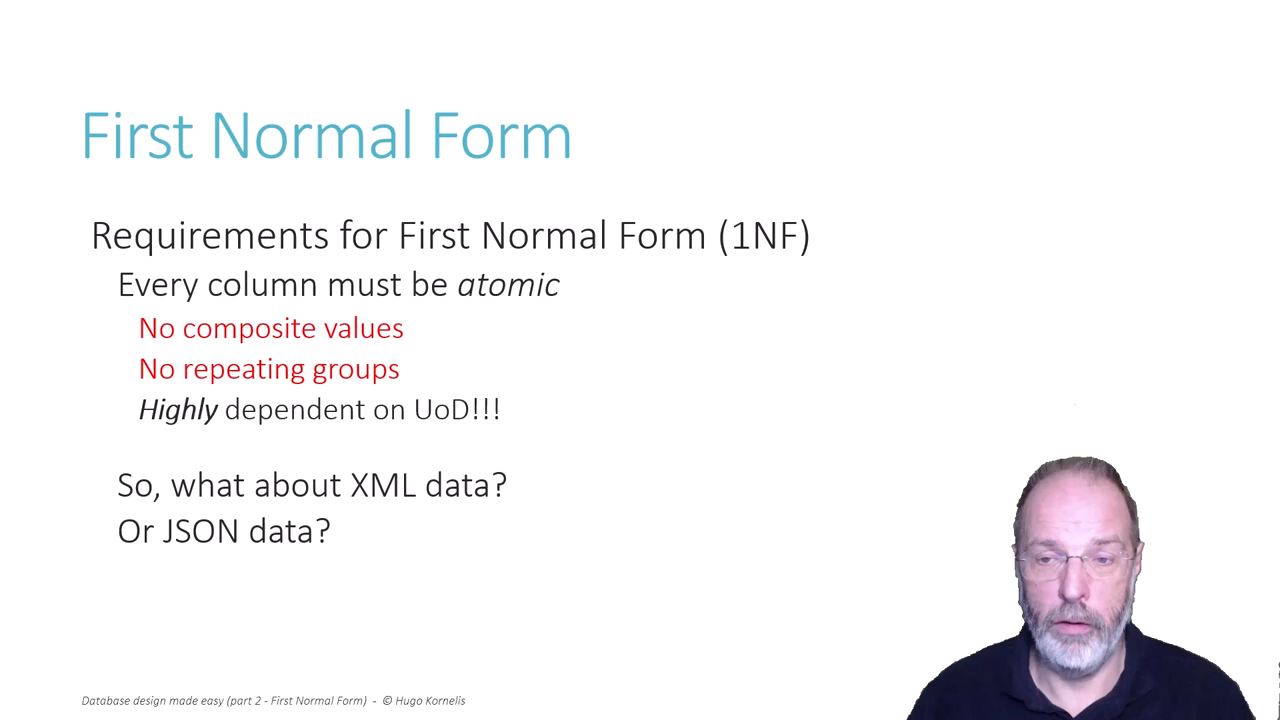 First Normal Form
Requirements for First Normal Form (1NF)
Every column must be atomic
No composite values
No repeating groups
Highly dependent on UoD!!!
So, what about XML data?
Or JSON data?
Database design made easy (part 2 - First Normal Form) - © Hugo Kornelis